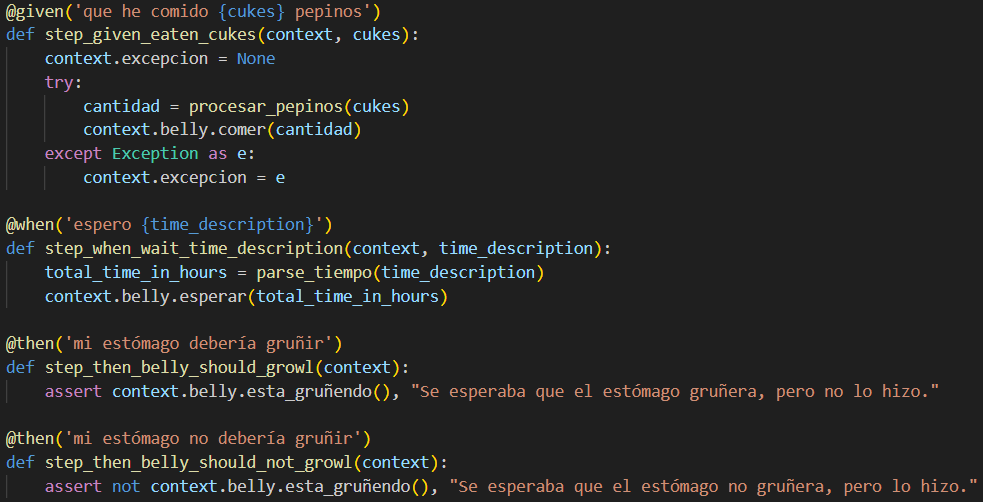 @given('que he comido {cukes} pepinos')
def step_given_eaten_cukes(context, cukes):
    context.excepcion = None
    try:
        cantidad = procesar_pepinos(cukes)
        context.belly.comer(cantidad)
    except Exception as e:
        context.excepcion = e

@when('espero {time_description}')
def step_when_wait_time_description(context, time_description):
    total_time_in_hours = parse_tiempo(time_description)
    context.belly.esperar(total_time_in_hours)

@then('mi estómago debería gruñir')
def step_then_belly_should_growl(context):
    assert context.belly.esta_gruñendo(), "Se esperaba que el estómago gruñera, pero no lo hizo."

@then('mi estómago no debería gruñir')
def step_then_belly_should_not_growl(context):
    assert not context.belly.esta_gruñendo(), "Se esperaba que el estómago no gruñera, pero lo hizo."